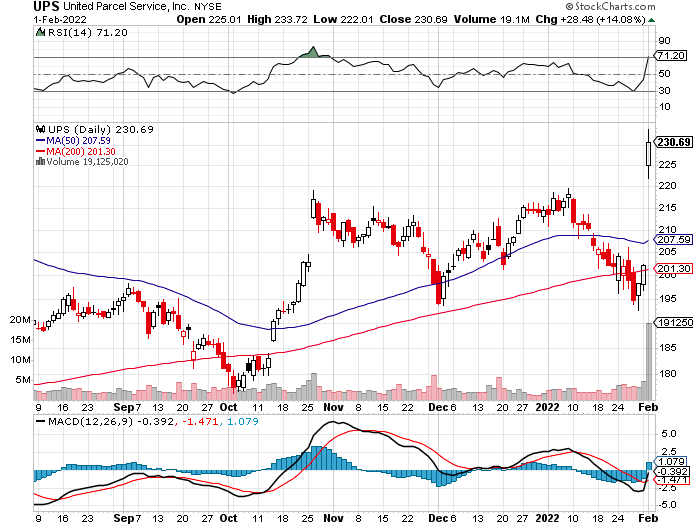 UPS United Parcel Service, Inc. NYSE © StockCharts.com
1-Feb-2022 Open 225.01 High 233.72 Low 222.01 Close 230.69 Volume 19.1M Chg +28.48 (+14.08%) ▲
RSI(14) 71.20
90
71.20
70
50
30
10
UPS (Daily) 230.69
MA(50) 207.59
MA(200) 201.30
Volume 19,125,020
230.69
225
220
215
210
207.59
205
201.30
200
195
191250
185
180
20M
15M
10M
5M
9 16 23 Sep 7 13 20 27 Oct 11 18 25 Nov 8 15 22 Dec 6 13 20 27 2022 10 18 24 Feb
MACD(12,26,9) -0.392, -1.471, 1.079
5.0
2.5
1.079
-0.392
-1.471
-2.5
-5.0
9 16 23 Sep 7 13 20 27 Oct 11 18 25 Nov 8 15 22 Dec 6 13 20 27 2022 10 18 24 Feb